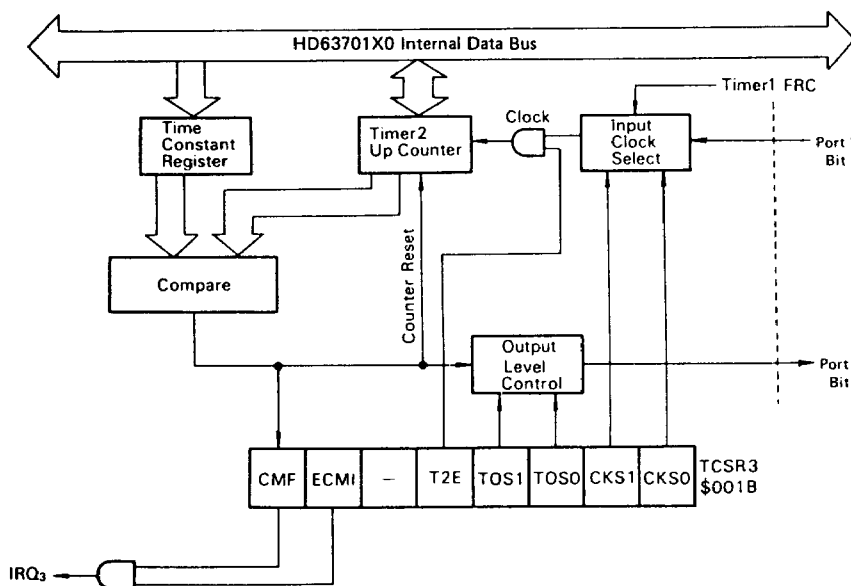 HD63701X0 Internal Data Bus
Timer1 FRC
Time
Constant
Register
Timer2
Up Counter
Clock
Input
Clock
Select
Port
Bit
Compare
Counter Reset
Output
Level
Control
Port
Bit
CMF
ECMI
—
T2E
TOS1
TOS0
CKS1
CKS0
TCSR3
$001B
IRQ₃